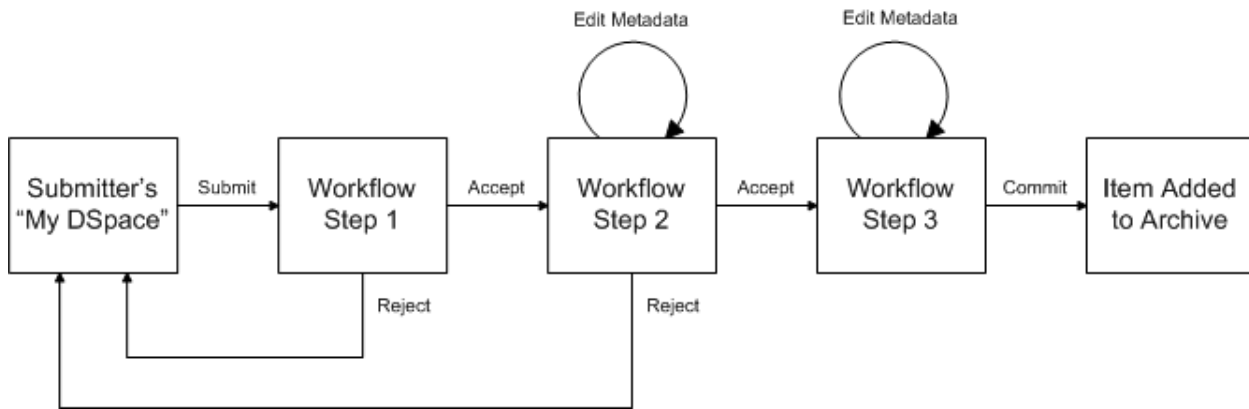 Edit Metadata
Edit Metadata
Submitter's
“My DSpace”
Submit
Workflow
Step 1
Accept
Workflow
Step 2
Accept
Workflow
Step 3
Commit
Item Added
to Archive
Reject
Reject